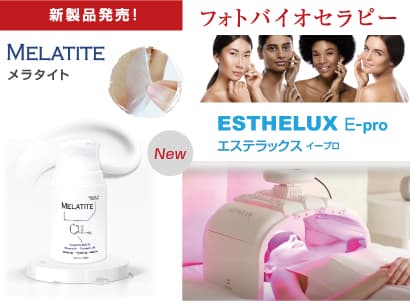 新製品発売！
MELATITE
メラタイト
New
MELATITE
フォトバイオセラピー
ESTHELUX E-pro
エステラックス イープロ